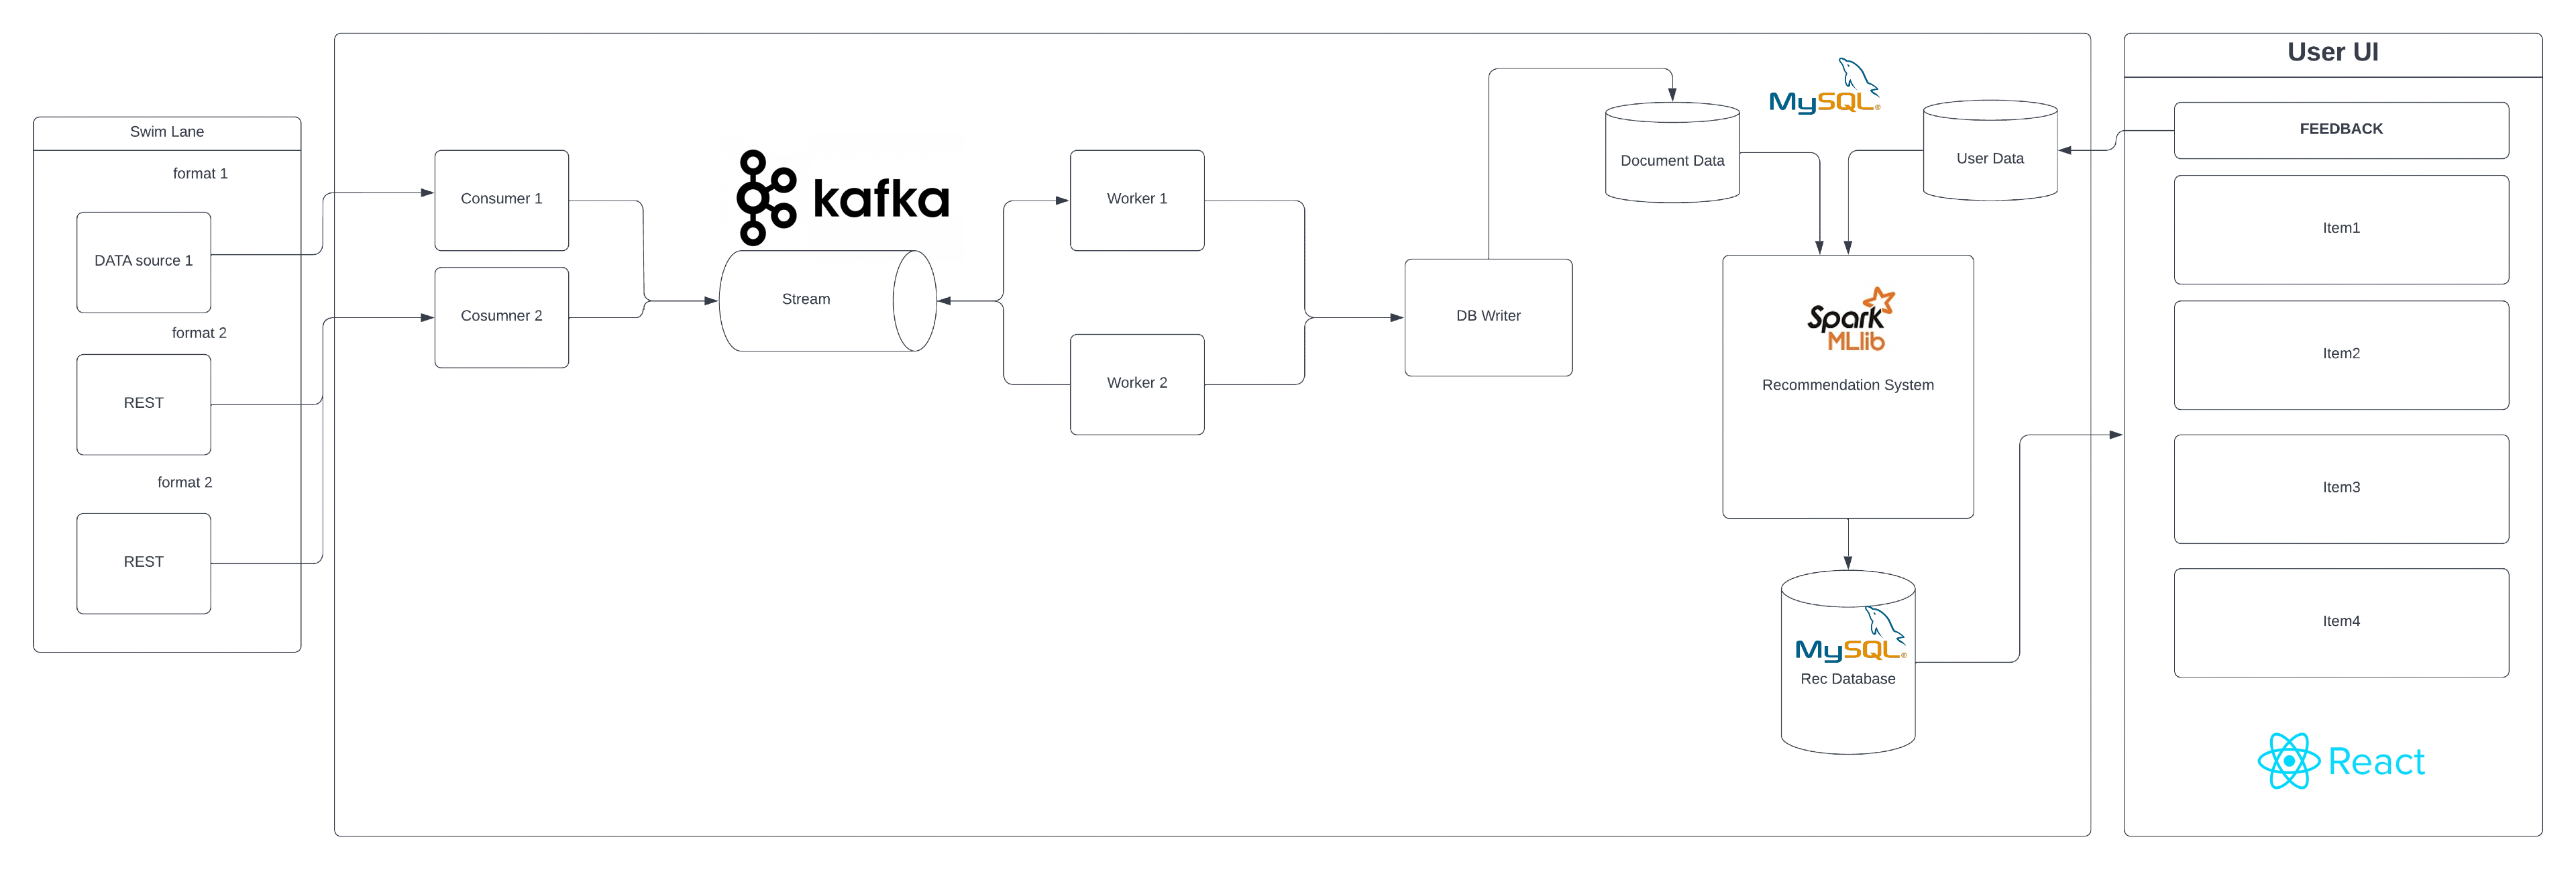 Swim Lane
format 1
DATA source 1
format 2
REST
format 2
REST
Consumer 1
Cosumner 2
kafka
Stream
Worker 1
Worker 2
DB Writer
Document Data
MySQL®
User Data
Spark
MLlib
Recommendation System
MySQL®
Rec Database
User UI
FEEDBACK
Item1
Item2
Item3
Item4
React